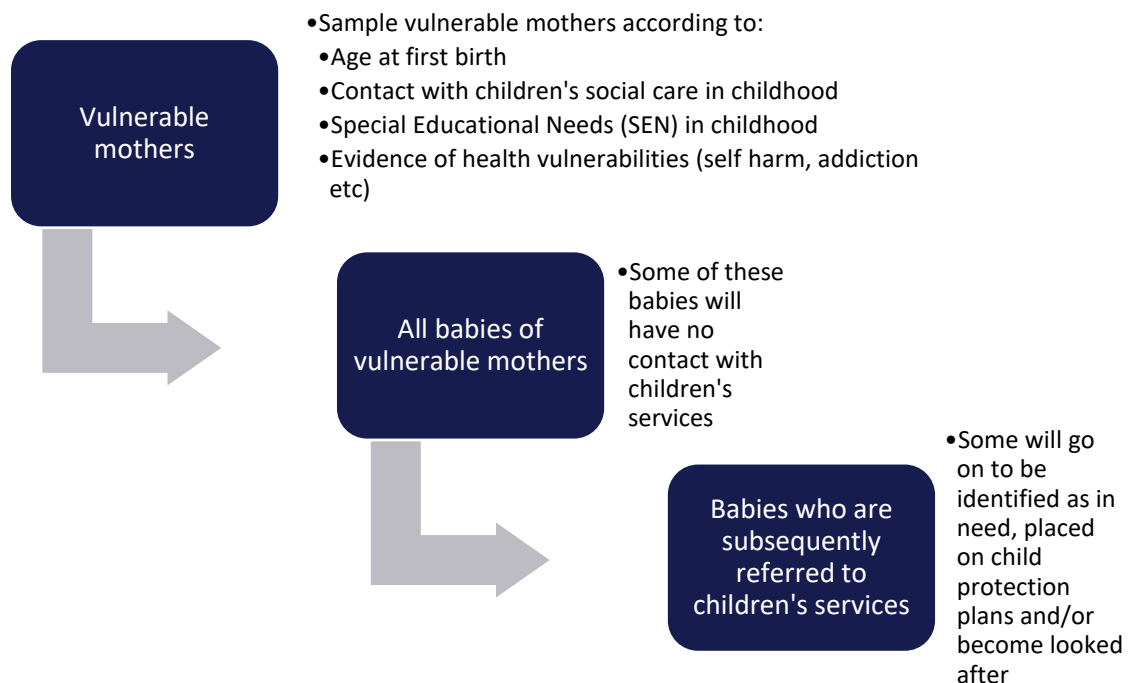 •Sample vulnerable mothers according to:
•Age at first birth
•Contact with children's social care in childhood
•Special Educational Needs (SEN) in childhood
•Evidence of health vulnerabilities (self harm, addiction
etc)
Vulnerable
mothers
All babies of
vulnerable mothers
•Some of these
babies will
have no
contact with
children's
services
Babies who are
subsequently
referred to
children's services
•Some will go
on to be
identified as in
need, placed
on child
protection
plans and/or
become looked
after